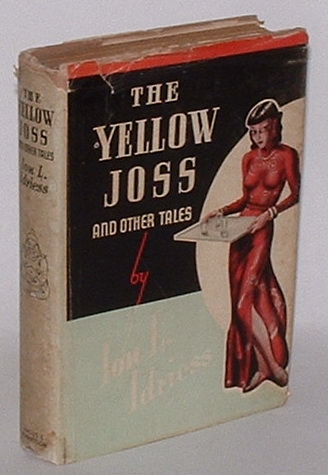 THE
YELLOW
JOSS
AND OTHER TALES
Ion L.
Idriess
THE
YELLOW
JOSS
AND OTHER TALES
by
Ion L.
Idriess